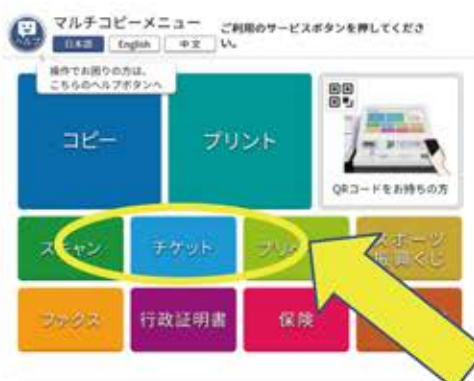 ヘルプ
マルチコピーメニュー
ご利用のサービスボタンを押してください。
日本語 English 中文
操作でお困りの方は、
こちらのヘルプボタンへ
コピー
プリント
QRコードをお持ちの方
スキャン
チケット
プリ
スポーツ
振興くじ
ファクス
行政証明書
保険